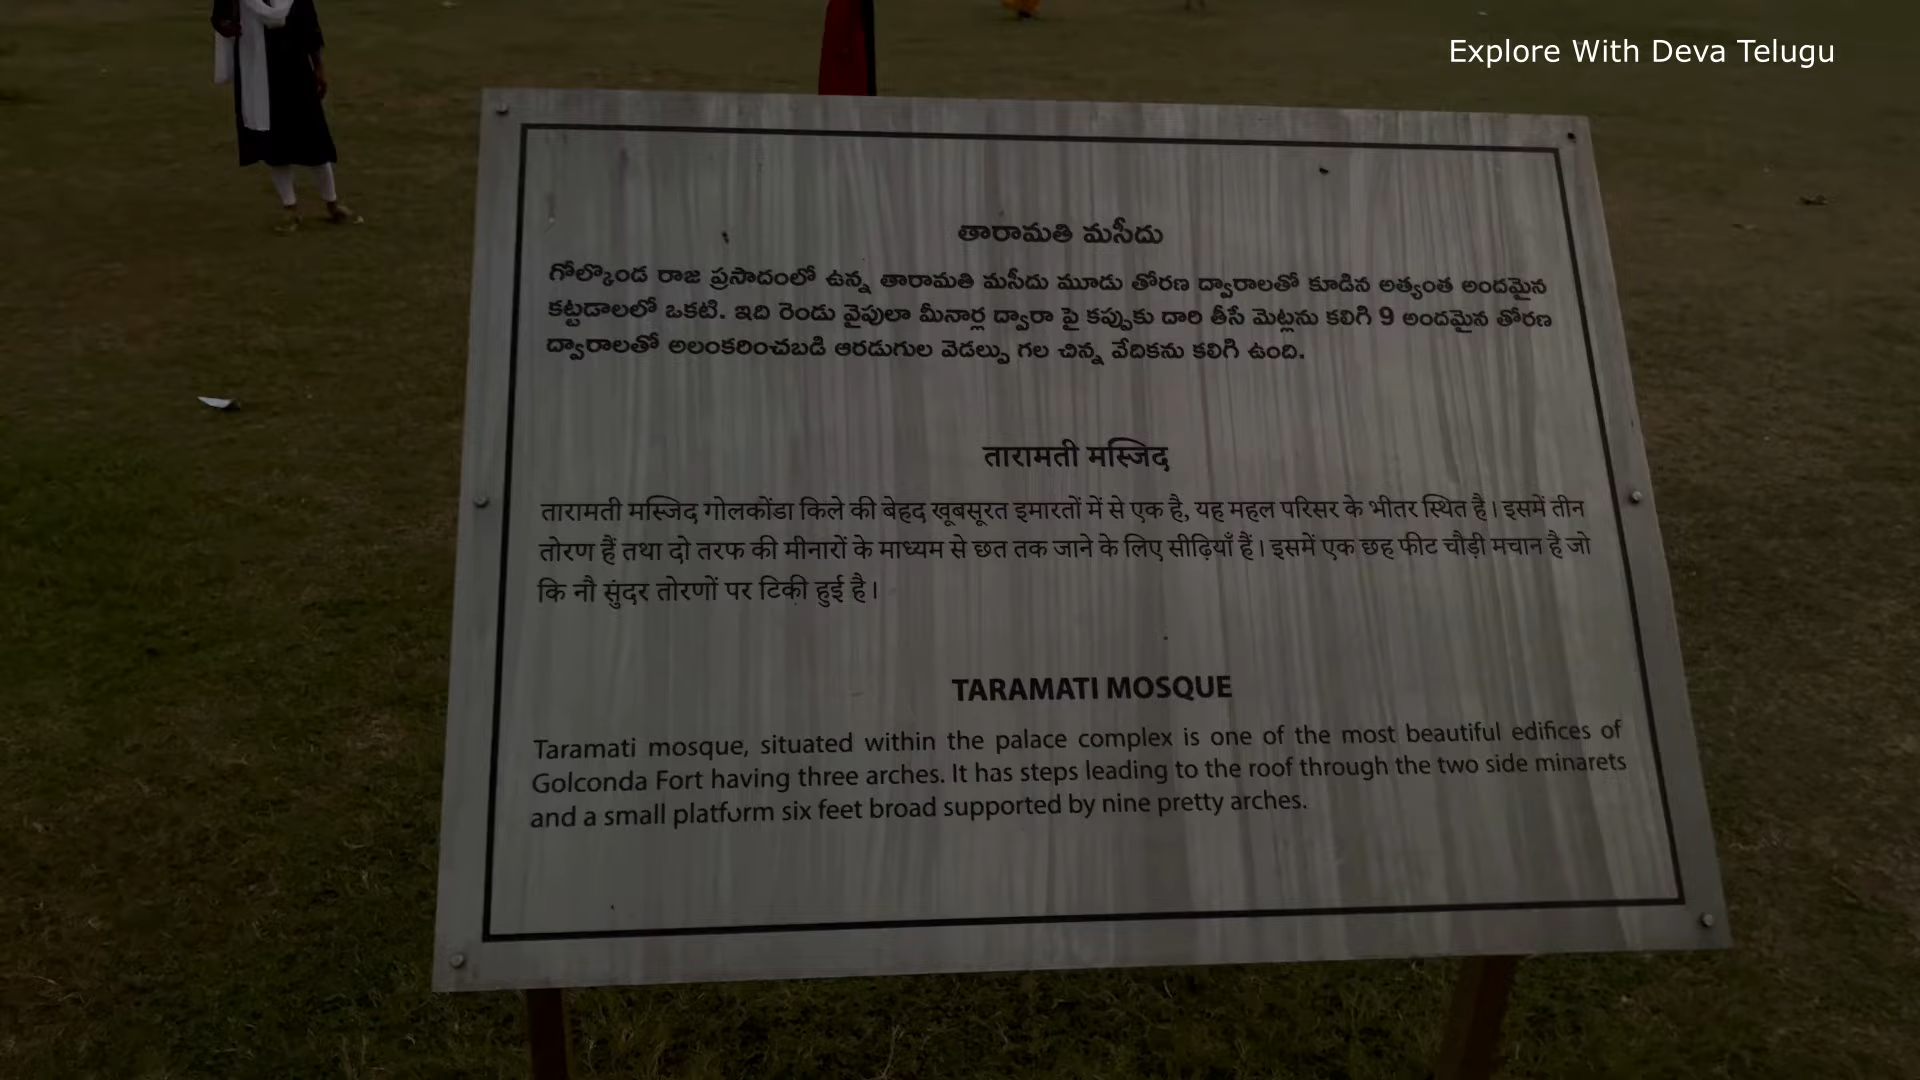 Explore With Deva Telugu
తారామతి మసీదు
గోల్కొండ రాజ ప్రసాదంలో ఉన్న తారామతి మసీదు మూడు తోరణ ద్వారాలతో కూడిన అత్యంత అందమైన
కట్టడాలలో ఒకటి. ఇది రెండు వైపులా మీనార్ల ద్వారా పై కప్పుకు దారి తీసే మెట్లను కలిగి 9 అందమైన తోరణ
ద్వారాలతో అలంకరించబడి ఆరడుగుల వెడల్పు గల చిన్న వేదికను కలిగి ఉంది.
तारामती मस्जिद
तारामती मस्जिद गोलकोंडा किले की बेहद खूबसूरत इमारतों में से एक है, यह महल परिसर के भीतर स्थित है। इसमें तीन
तोरण हैं तथा दो तरफ की मीनारों के माध्यम से छत तक जाने के लिए सीढ़ियाँ हैं। इसमें एक छह फीट चौड़ी मचान है जो
कि नौ सुंदर तोरणों पर टिकी हुई है।
TARAMATI MOSQUE
Taramati mosque, situated within the palace complex is one of the most beautiful edifices of
Golconda Fort having three arches. It has steps leading to the roof through the two side minarets
and a small platform six feet broad supported by nine pretty arches.